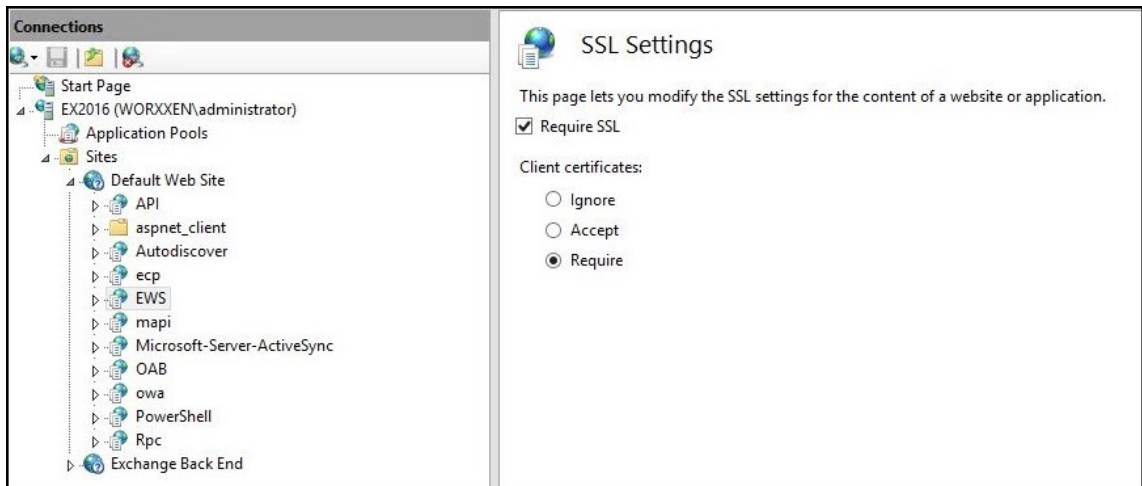 Connections
Start Page
EX2016 (WORXXEN\administrator)
Application Pools
Sites
Default Web Site
API
aspnet_client
Autodiscover
ecp
EWS
mapi
Microsoft-Server-ActiveSync
OAB
owa
PowerShell
Rpc
Exchange Back End
SSL Settings
This page lets you modify the SSL settings for the content of a website or application.
Require SSL
Client certificates:
Ignore
Accept
Require